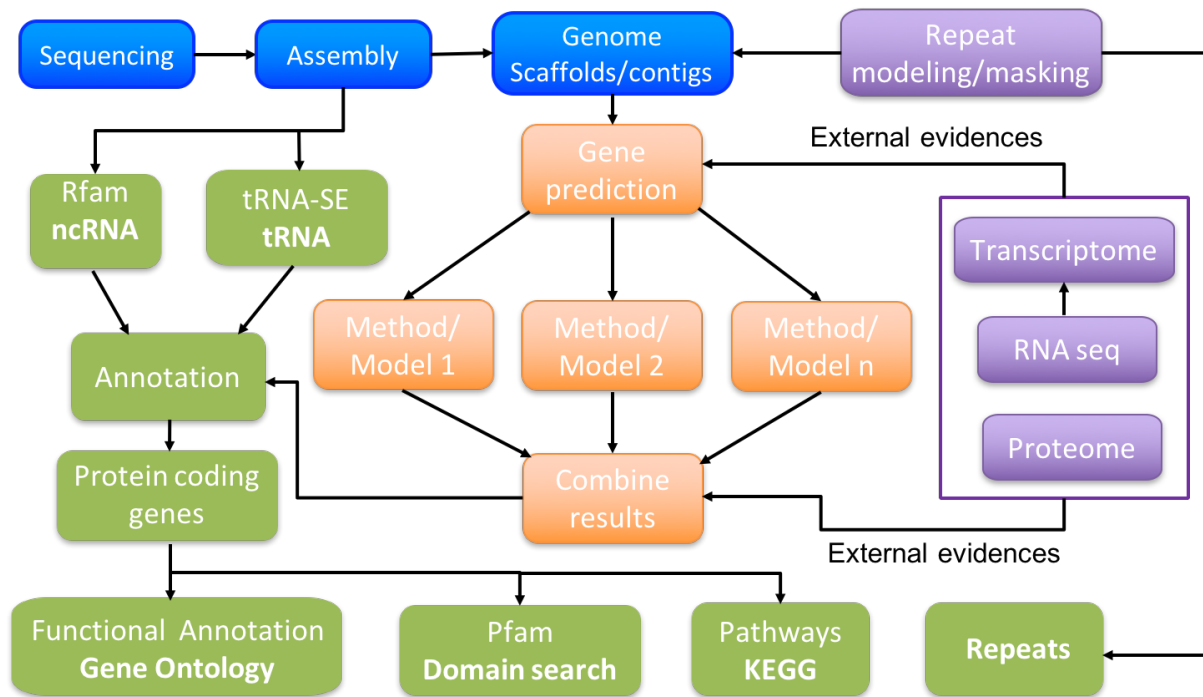 Sequencing
Assembly
Genome
Scaffolds/contigs
Repeat
modeling/masking
External evidences
Rfam
ncRNA
tRNA-SE
tRNA
Gene
prediction
Transcriptome
RNA seq
Proteome
Method/
Model 1
Method/
Model 2
Method/
Model n
Annotation
Protein coding
genes
Combine
results
External evidences
Functional Annotation
Gene Ontology
Pfam
Domain search
Pathways
KEGG
Repeats